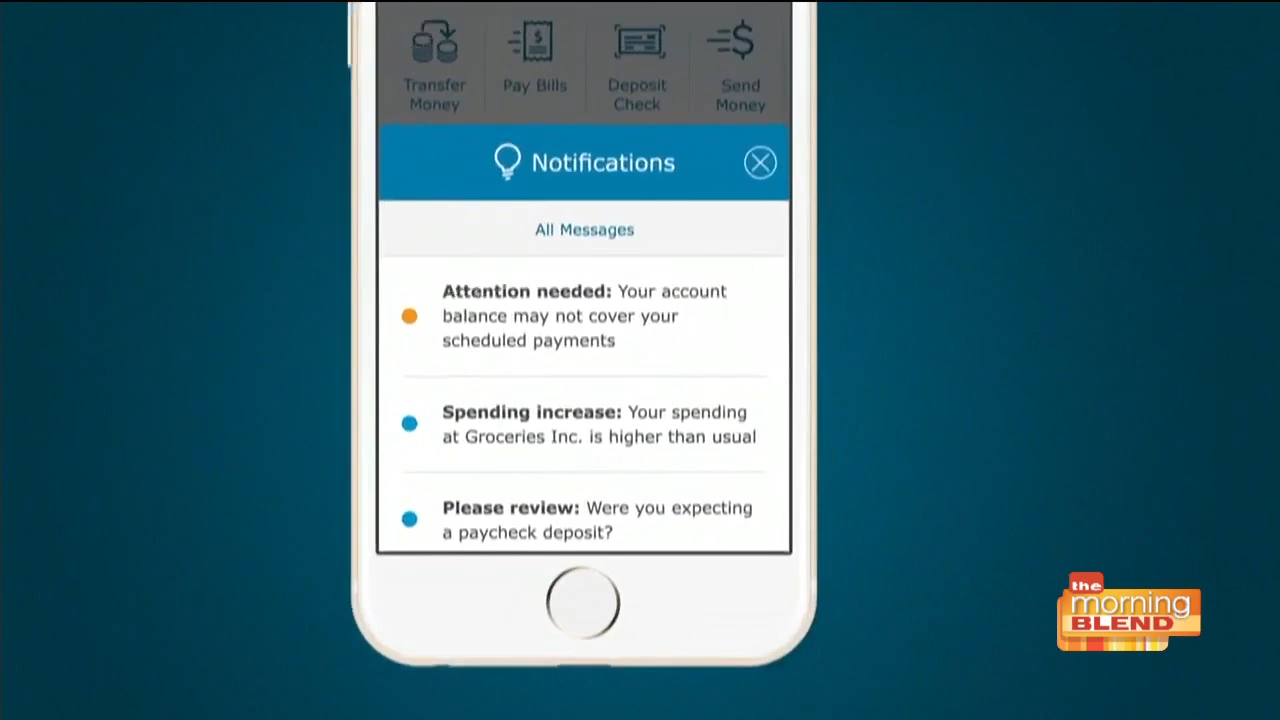 Transfer Money
Pay Bills
Deposit Check
Send Money
Notifications
All Messages
Attention needed: Your account
balance may not cover your
scheduled payments
Spending increase: Your spending
at Groceries Inc. is higher than usual
Please review: Were you expecting
a paycheck deposit?
the
morning
BLEND